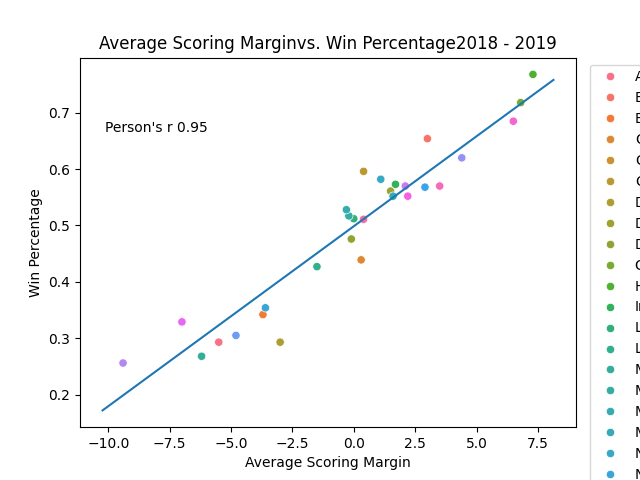 Average Scoring Marginvs. Win Percentage2018 - 2019
Person's r 0.95
Win Percentage
0.7
0.6
0.5
0.4
0.3
0.2
−10.0 −7.5 −5.0 −2.5 0.0 2.5 5.0 7.5
Average Scoring Margin